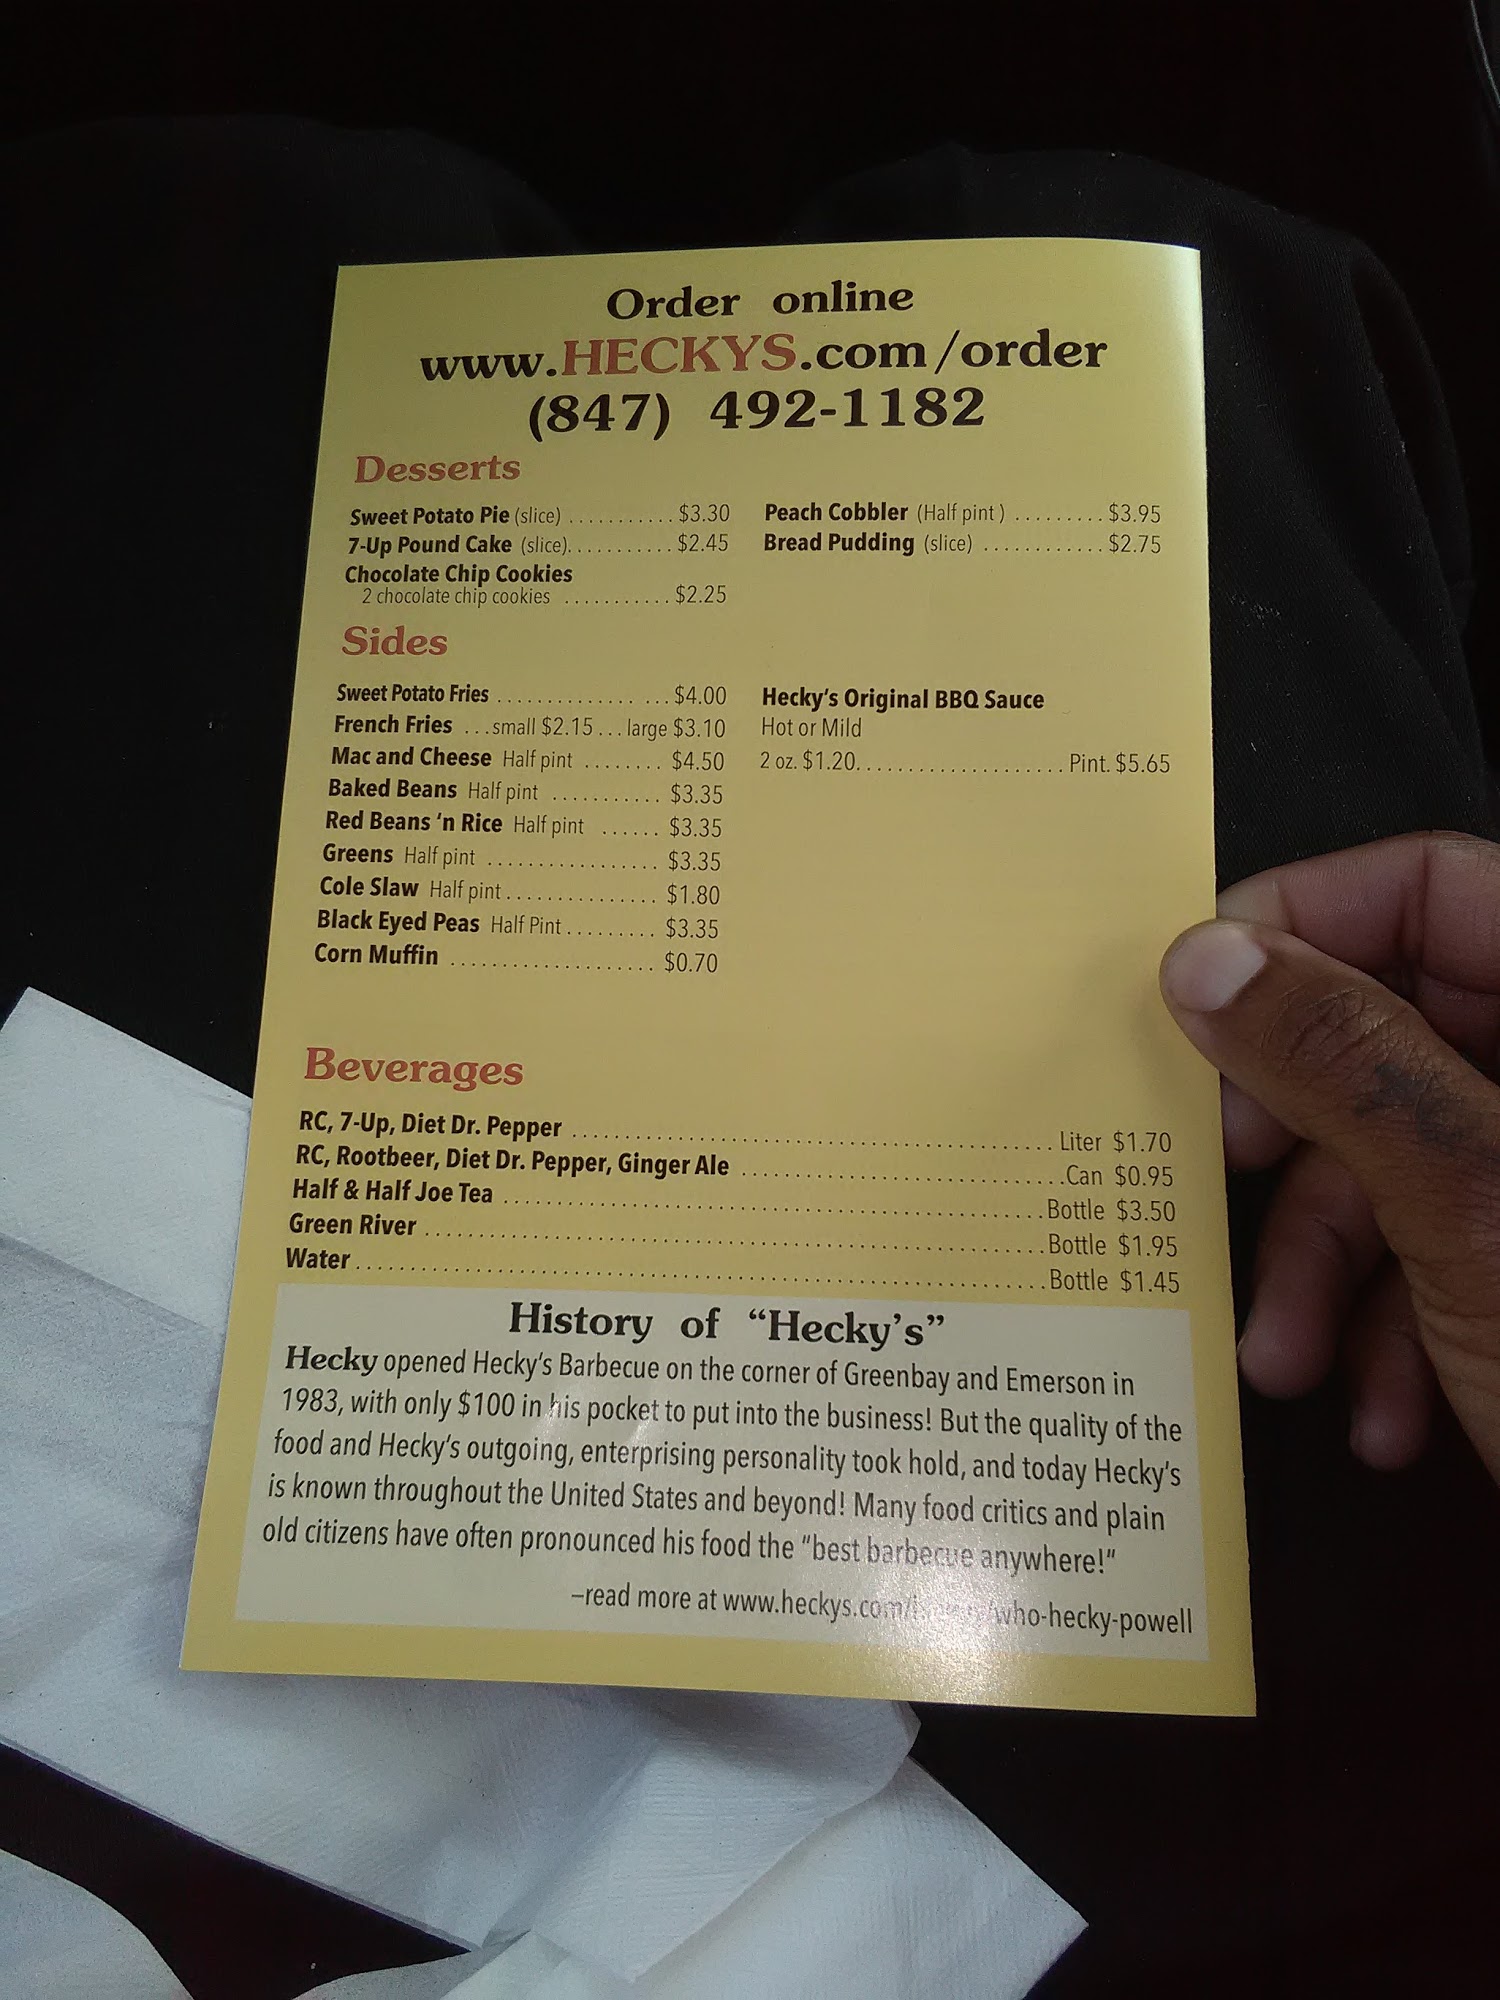 Order online
www.HECKYS.com/order
(847) 492-1182
Desserts
Sweet Potato Pie (slice) ........... $3.30
7-Up Pound Cake (slice)........... $2.45
Chocolate Chip Cookies
2 chocolate chip cookies ........... $2.25
Peach Cobbler (Half pint) ......... $3.95
Bread Pudding (slice) ............ $2.75
Sides
Sweet Potato Fries .............. ... $4.00
French Fries ...small $2.15...large $3.10
Mac and Cheese Half pint ........ $4.50
Baked Beans Half pint ........... $3.35
Red Beans ‘n Rice Half pint ...... $3.35
Greens Half pint ................. $3.35
Cole Slaw Half pint............... $1.80
Black Eyed Peas Half Pint......... $3.35
Corn Muffin .................... $0.70
Hecky’s Original BBQ Sauce
Hot or Mild
2 oz. $1.20..................... Pint. $5.65
Beverages
RC, 7-Up, Diet Dr. Pepper ................................................ Liter $1.70
RC, Rootbeer, Diet Dr. Pepper, Ginger Ale ................................Can $0.95
Half & Half Joe Tea ......................................................Bottle $3.50
Green River ..............................................................Bottle $1.95
Water.....................................................................Bottle $1.45
History of “Hecky’s”
Hecky opened Hecky’s Barbecue on the corner of Greenbay and Emerson in
1983, with only $100 in his pocket to put into the business! But the quality of the
food and Hecky’s outgoing, enterprising personality took hold, and today Hecky’s
is known throughout the United States and beyond! Many food critics and plain
old citizens have often pronounced his food the “best barbecue anywhere!”
–read more at